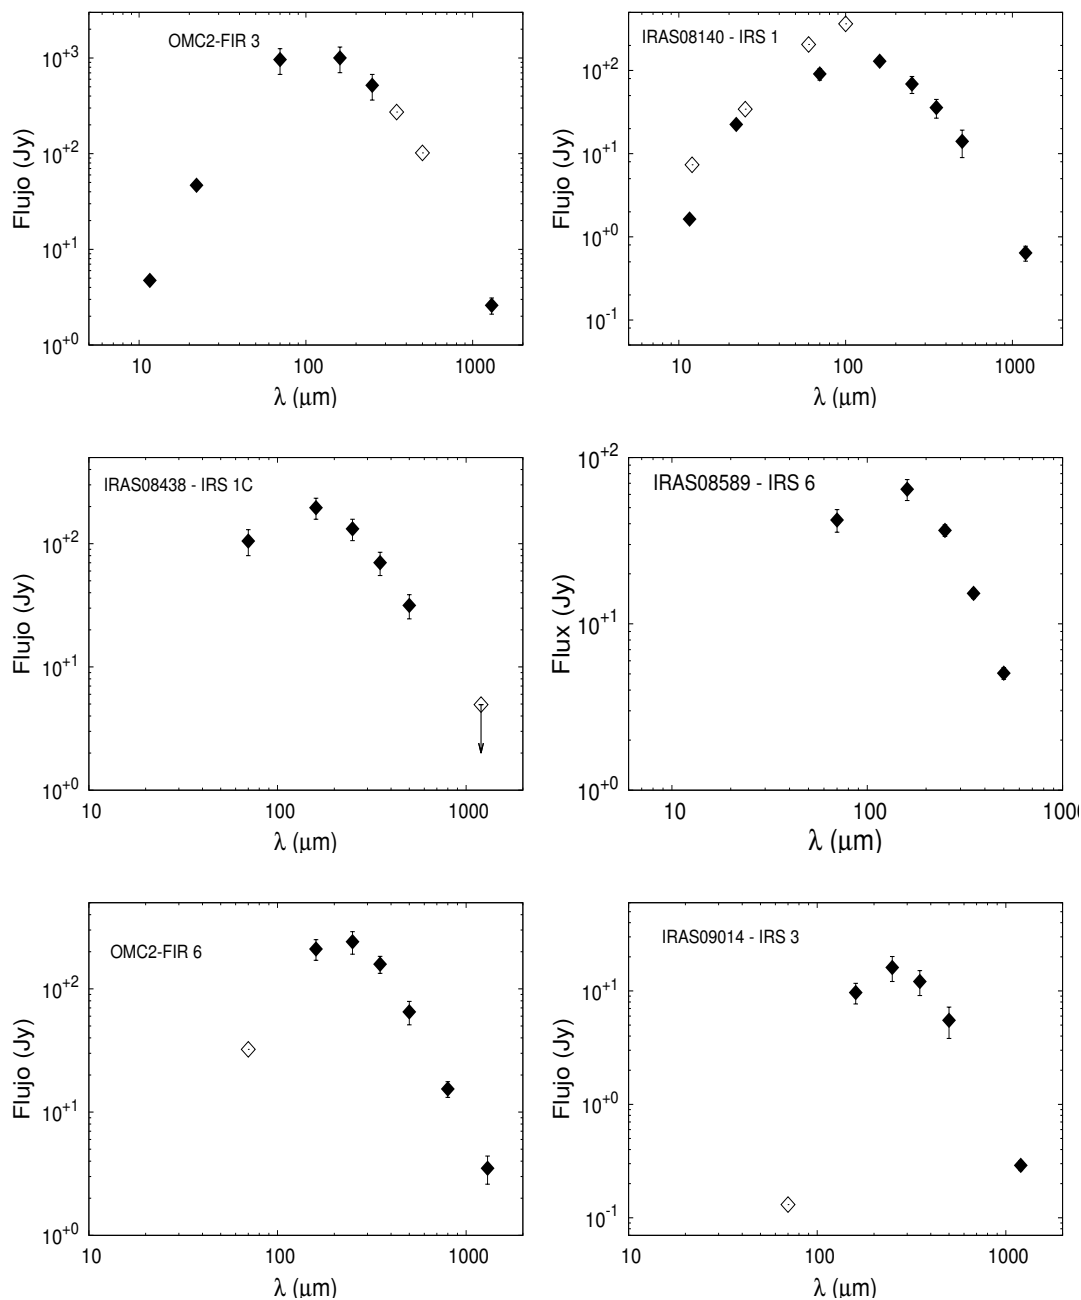 OMC2-FIR 3
Flujo (Jy)
10+3
10+2
10+1
10+0
10 100 1000
λ (μm)
IRAS08140 - IRS 1
Flujo (Jy)
10+2
10+1
10+0
10-1
10 100 1000
λ (μm)
IRAS08438 - IRS 1C
Flujo (Jy)
10+2
10+1
10+0
10 100 1000
λ (μm)
IRAS08589 - IRS 6
Flux (Jy)
10+2
10+1
10+0
10 100 100
λ (μm)
OMC2-FIR 6
Flujo (Jy)
10+2
10+1
10+0
10 100 1000
λ (μm)
IRAS09014 - IRS 3
Flujo (Jy)
10+1
10+0
10-1
10 100 1000
λ (μm)